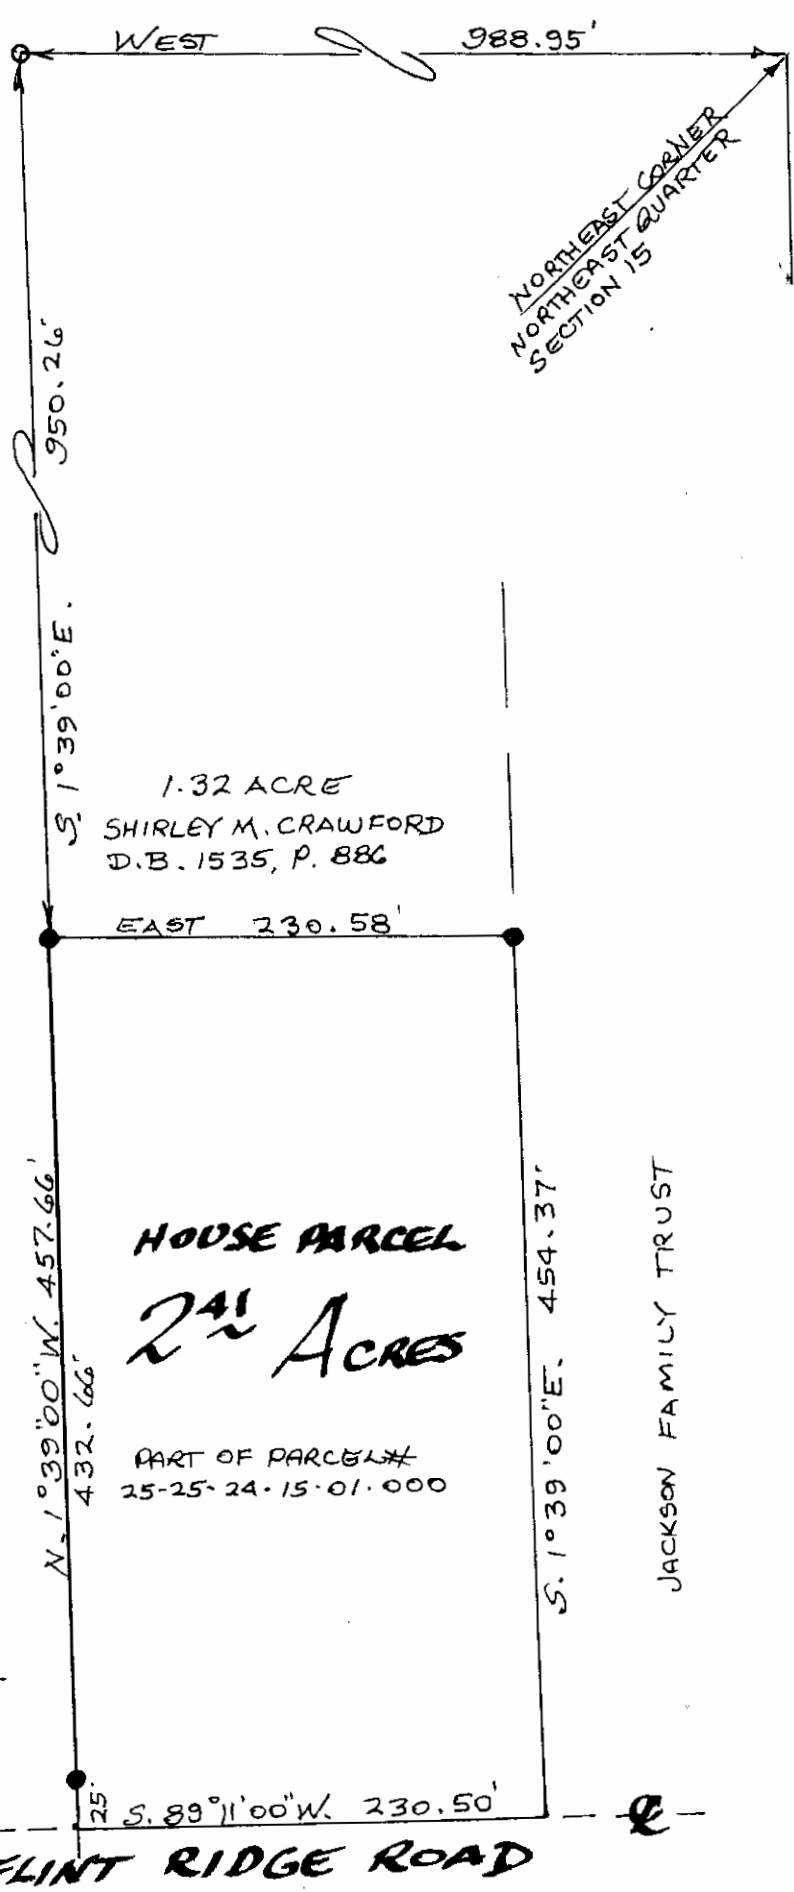 WEST 988.95'
NORTHEAST CORNER
NORTHEAST QUARTER
SECTION 15
S. 1°39'00"E. 950.26'
1.32 ACRE
SHIRLEY M. CRAWFORD
D.B. 1535, P. 886
EAST 230.58'
N. 1°39'00"W. 457.66'
432.66'
HOUSE PARCEL
2 41 ACRES
PART OF PARCEL#
25-25-24-15-01.000
S. 1°39'00"E. 454.37'
JACKSON FAMILY TRUST
25'
S. 89°11'00"W. 230.50'
℄
FLINT RIDGE ROAD